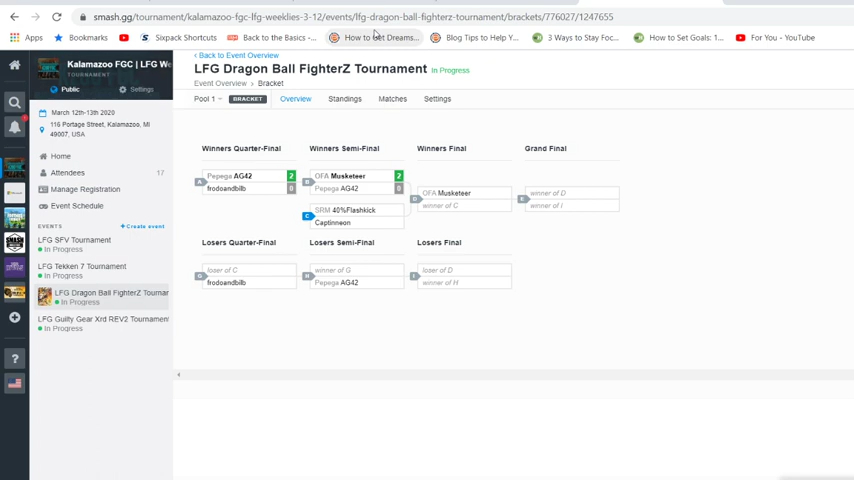 smash.gg/tournament/kalamazoo-fgc-lfg-weeklies-3-12/events/lfg-dragon-ball-fighterz-tournament/brackets/776027/1247655
Apps Bookmarks Sixpack Shortcuts Back to the Basics -... How to Set Dreams... Blog Tips to Help Y... 3 Ways to Stay Foc... How to Set Goals: 1... For You - YouTube
Kalamazoo FGC | LFG We
TOURNAMENT
Public Settings
March 12th-13th 2020
116 Portage Street, Kalamazoo, MI
49007, USA
Home
Attendees 17
Manage Registration
Event Schedule
EVENTS +Create event
LFG SFV Tournament
In Progress
LFG Tekken 7 Tournament
In Progress
LFG Dragon Ball FighterZ Tournar
In Progress
LFG Guilty Gear Xrd REV2 Tournament
In Progress
?
‹ Back to Event Overview
LFG Dragon Ball FighterZ Tournament In Progress
Event Overview > Bracket
Pool 1 BRACKET Overview Standings Matches Settings
Winners Quarter-Final Winners Semi-Final Winners Final Grand Final
A Pepega AG42 2
frodoandbilb 0
B OFA Musketeer 2
Pepega AG42 0
C SRM 40%Flashkick
Captinneon
D OFA Musketeer
winner of C
E winner of D
winner of I
Losers Quarter-Final Losers Semi-Final Losers Final
G loser of C
frodoandbilb
H winner of G
Pepega AG42
I loser of D
winner of H